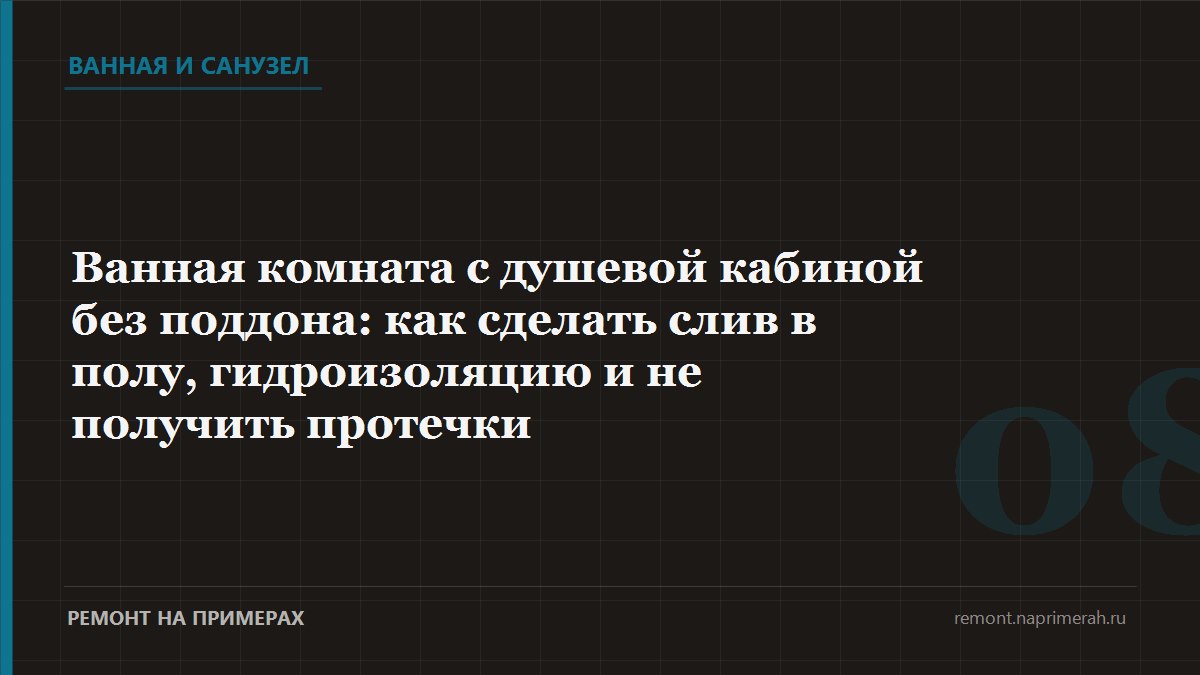 ВАННАЯ И САНУЗЕЛ
Ванная комната с душевой кабиной
без поддона: как сделать слив в
полу, гидроизоляцию и не
получить протечки
08
РЕМОНТ НА ПРИМЕРАХ
remont.naprimerah.ru